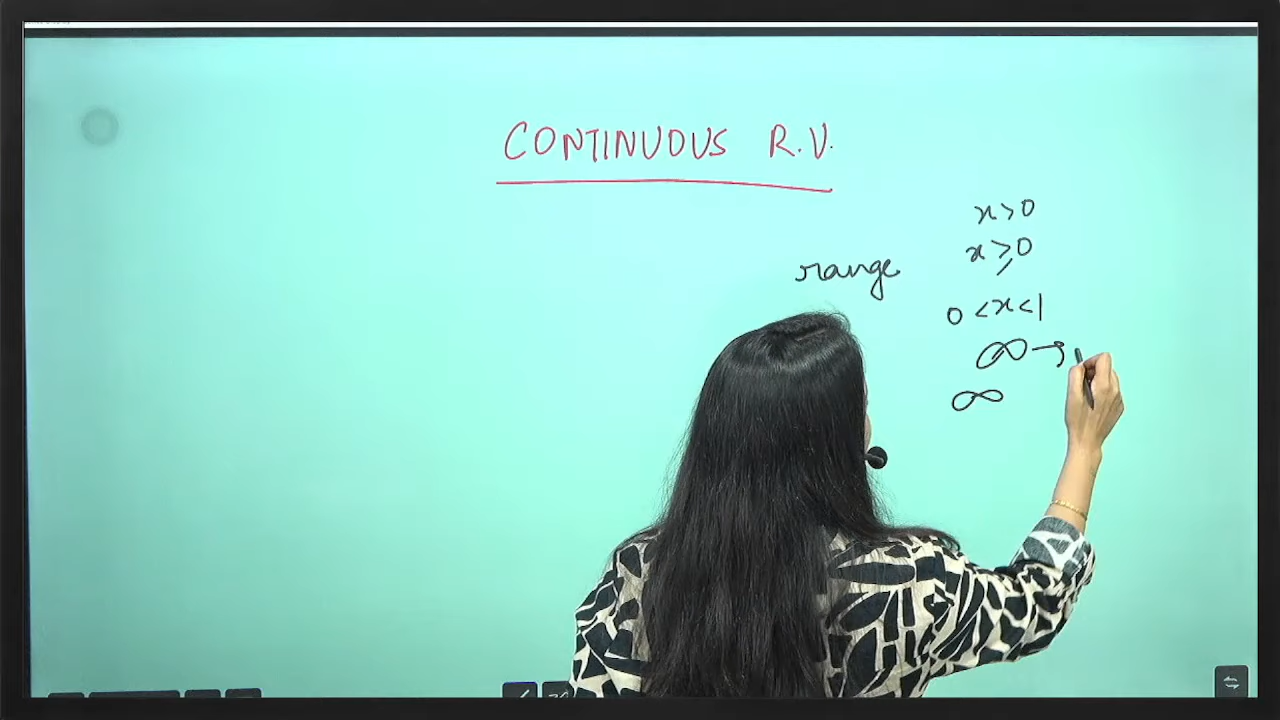 CONTINUOUS R.V.
x>0
x≥0
range
0<x<1
∞→
∞